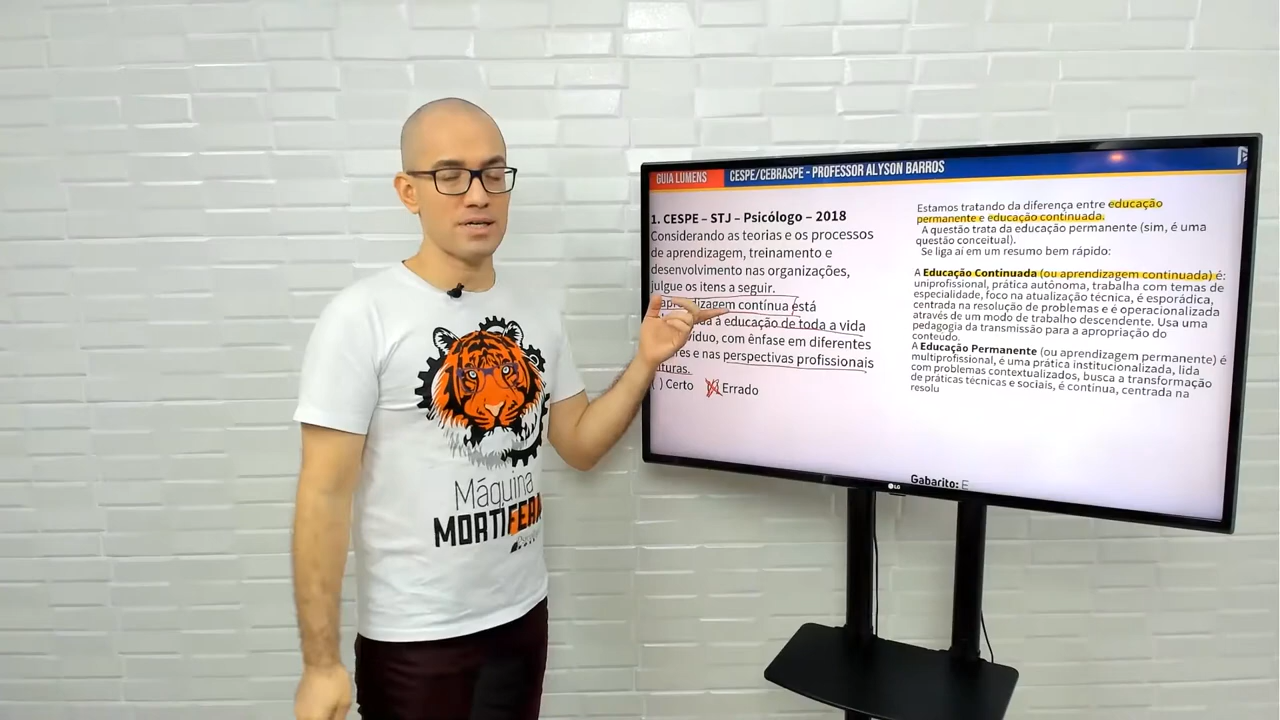 GUIA LUMENS
CESPE/CEBRASPE - PROFESSOR ALYSON BARROS
1. CESPE – STJ – Psicólogo – 2018
Considerando as teorias e os processos
de aprendizagem, treinamento e
desenvolvimento nas organizações,
julgue os itens a seguir.
aprendizagem contínua está
a educação de toda a vida
com ênfase em diferentes
e nas perspectivas profissionais
( ) Certo ( ) Errado
Estamos tratando da diferença entre educação
permanente e educação continuada.
A questão trata da educação permanente (sim, é uma
questão conceitual).
Se liga aí em um resumo bem rápido:
A Educação Continuada (ou aprendizagem continuada) é:
uniprofissional, prática autônoma, trabalha com temas de
especialidade, foco na atualização técnica, é esporádica,
centrada na resolução de problemas e é operacionalizada
através de um modo de trabalho descendente. Usa uma
pedagogia da transmissão para a apropriação do
conteúdo.
A Educação Permanente (ou aprendizagem permanente) é
multiprofissional, é uma prática institucionalizada, lida
com problemas contextualizados, busca a transformação
de práticas técnicas e sociais, é contínua, centrada na
resolu
Gabarito: E
LG
Máquina
MORTÍFERA